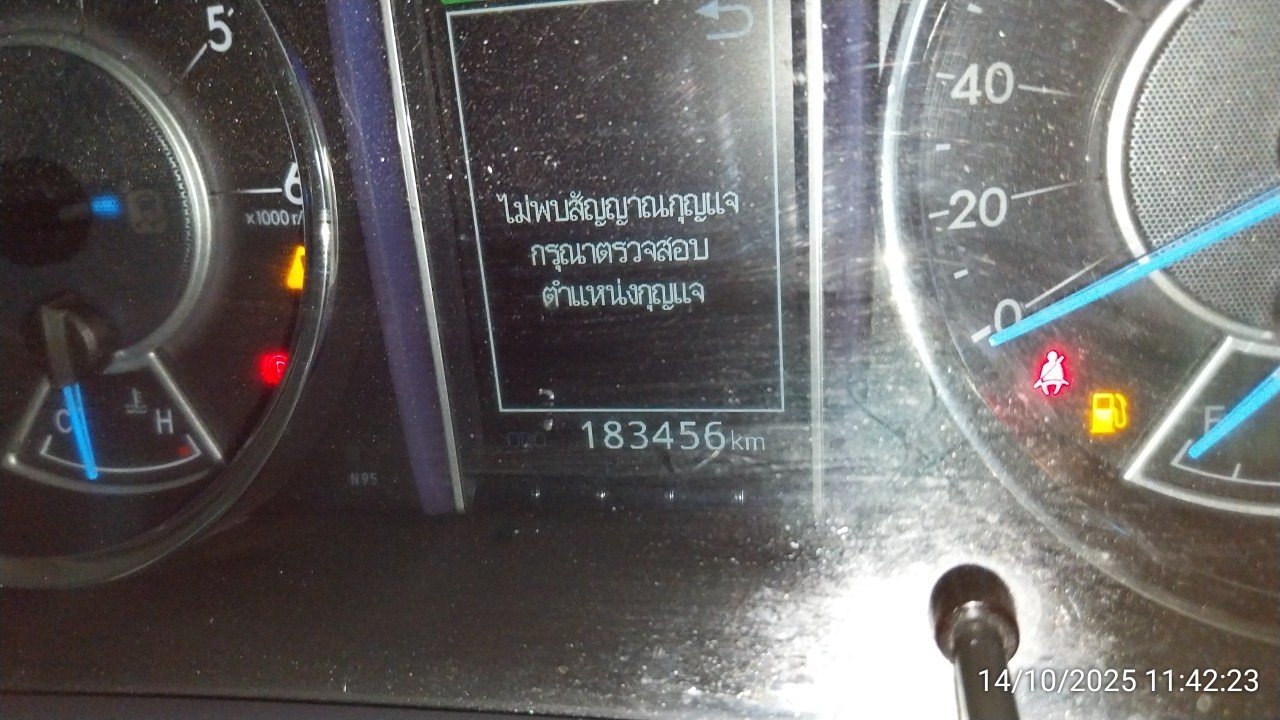 5
6
x1000 r/
C
H
N95
ไม่พบสัญญาณกุญแจ
กรุณาตรวจสอบ
ตำแหน่งกุญแจ
ODO 183456 km
40
20
0
E
14/10/2025 11:42:23